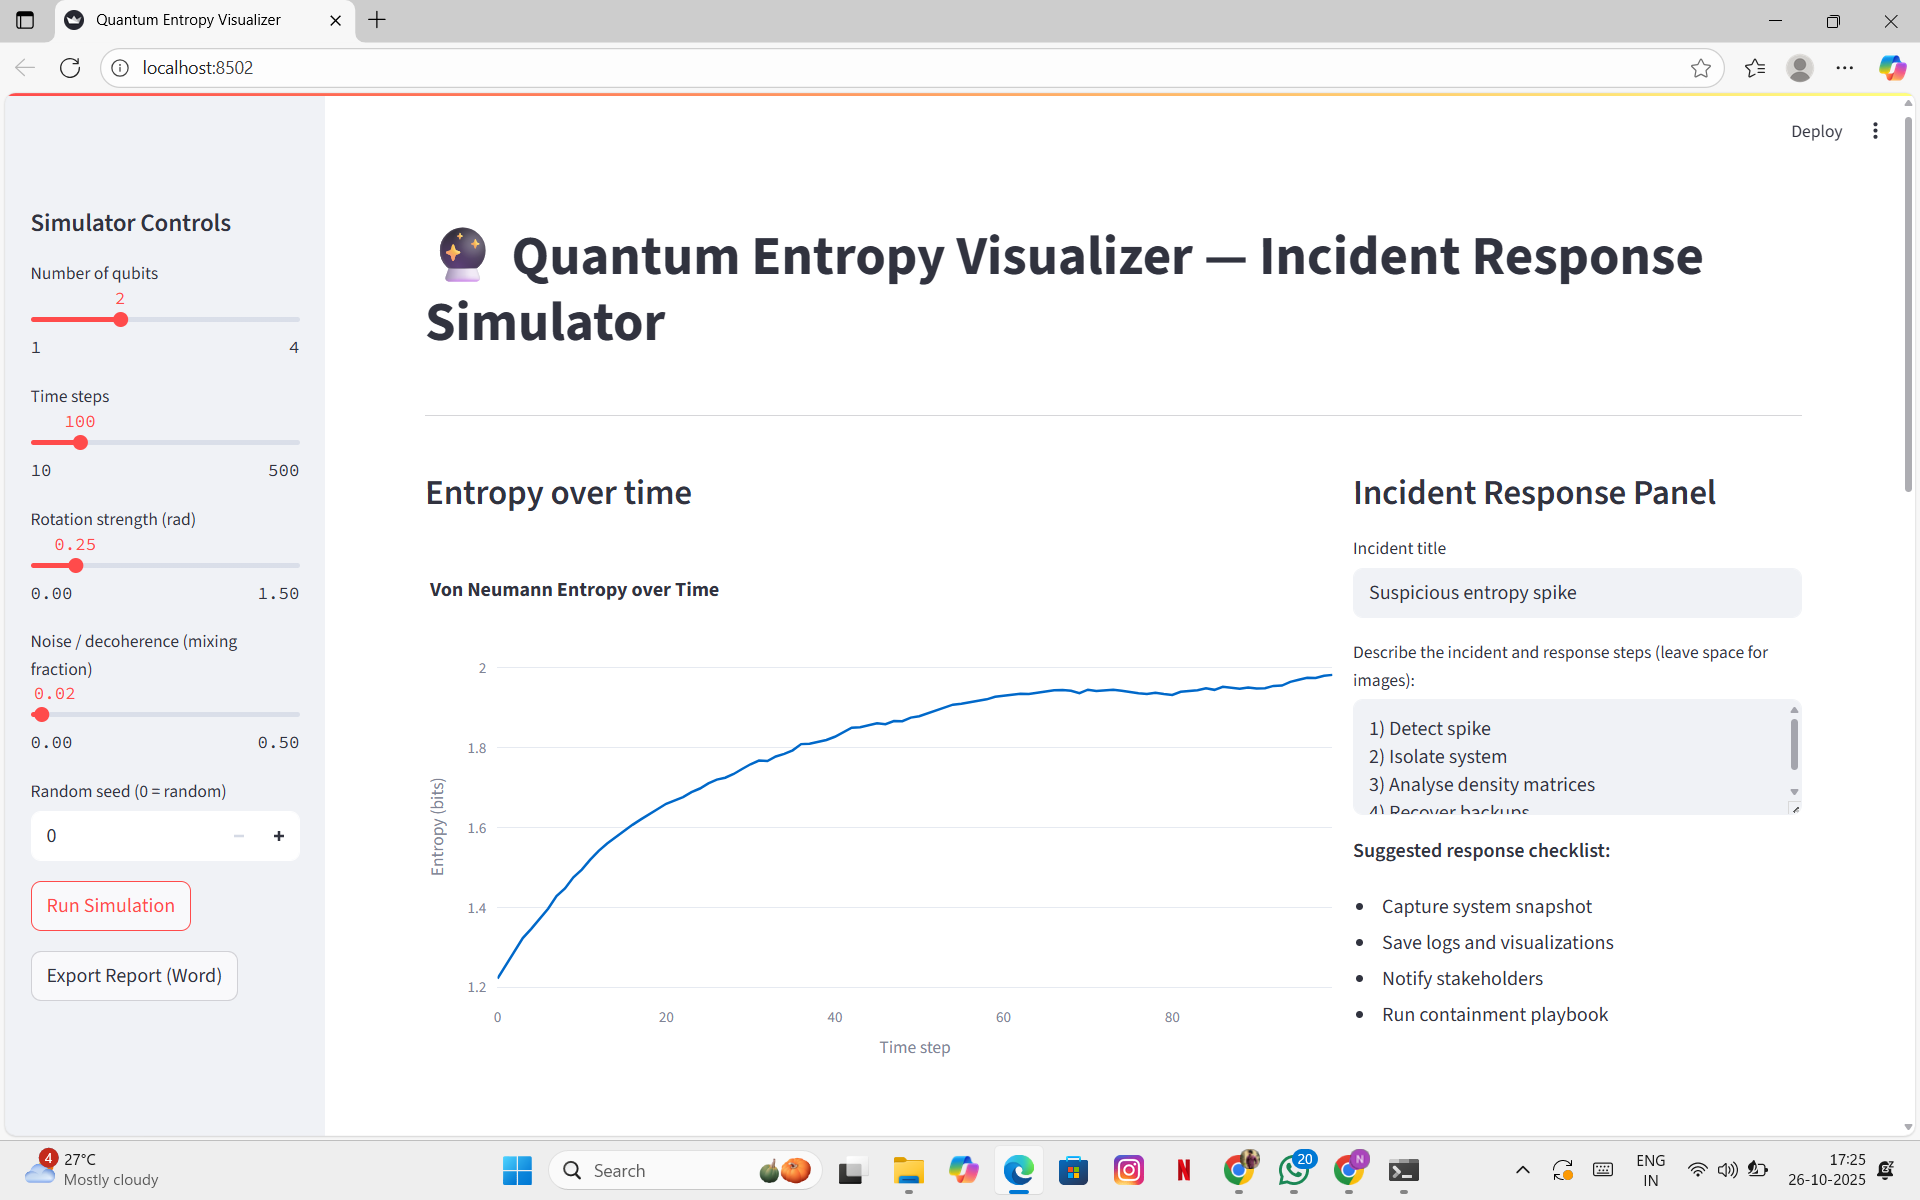 Quantum Entropy Visualizer
localhost:8502
Deploy
Simulator Controls
Number of qubits
2
1 4
Time steps
100
10 500
Rotation strength (rad)
0.25
0.00 1.50
Noise / decoherence (mixing
fraction)
0.02
0.00 0.50
Random seed (0 = random)
0
Run Simulation
Export Report (Word)
Quantum Entropy Visualizer — Incident Response
Simulator
Entropy over time
Von Neumann Entropy over Time
Entropy (bits)
2
1.8
1.6
1.4
1.2
0 20 40 60 80
Time step
Incident Response Panel
Incident title
Suspicious entropy spike
Describe the incident and response steps (leave space for
images):
1) Detect spike
2) Isolate system
3) Analyse density matrices
4) Recover backups
Suggested response checklist:
Capture system snapshot
Save logs and visualizations
Notify stakeholders
Run containment playbook
4
27°C
Mostly cloudy
Search
N
20
N
ENG
IN
17:25
26-10-2025